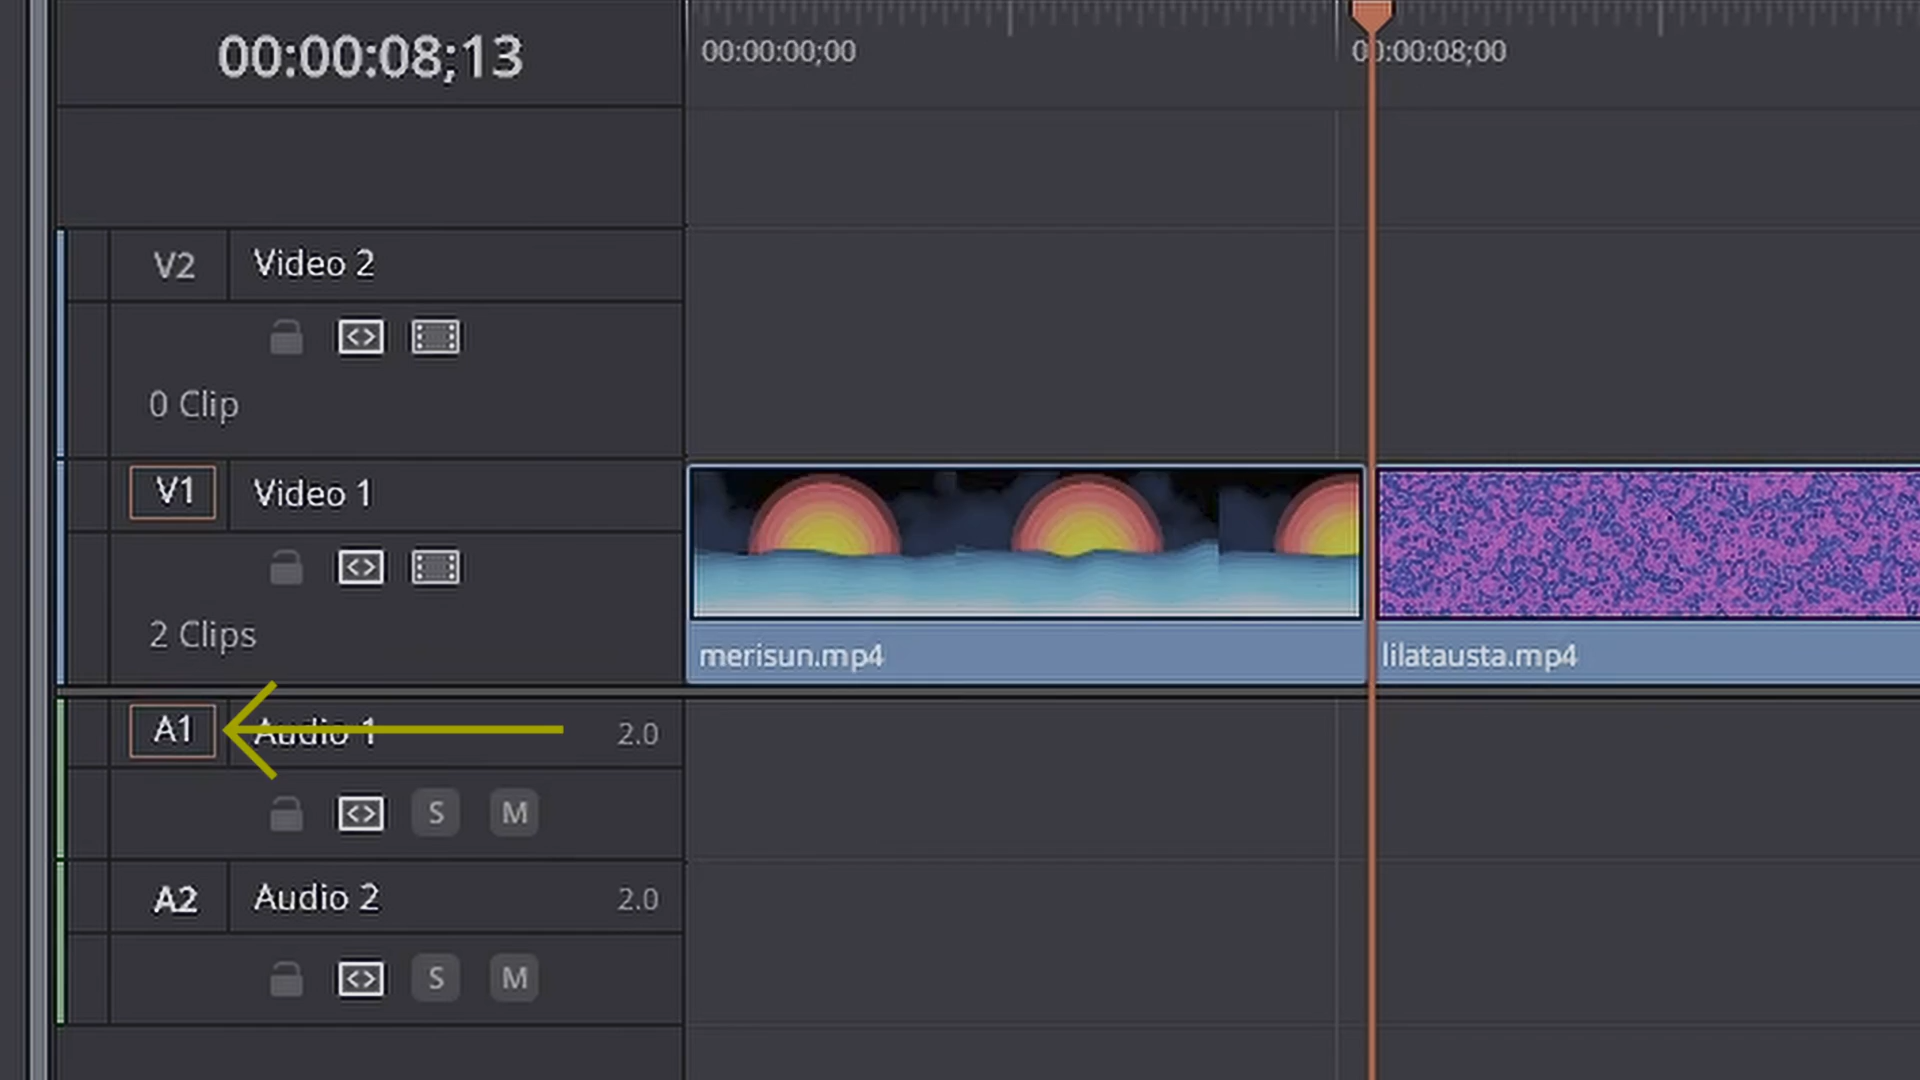 00:00:08;13
00:00:00;00
00:00:08;00
V2 Video 2
0 Clip
V1 Video 1
2 Clips
merisun.mp4
lilatausta.mp4
A1 Audio 1 2.0
S M
A2 Audio 2 2.0
S M